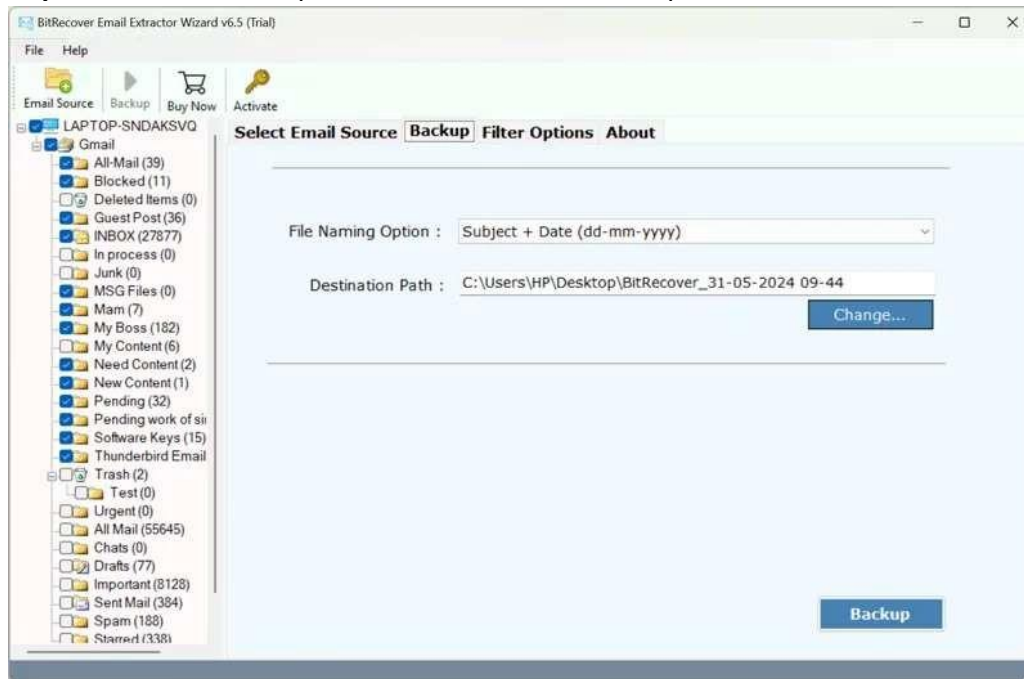 BitRecover Email Extractor Wizard v6.5 (Trial)
File Help
Email Source Backup Buy Now Activate
LAPTOP-SNDAKSVQ
Gmail
All-Mail (39)
Blocked (11)
Deleted Items (0)
Guest Post (36)
INBOX (27877)
In process (0)
Junk (0)
MSG Files (0)
Mam (7)
My Boss (182)
My Content (6)
Need Content (2)
New Content (1)
Pending (32)
Pending work of sir
Software Keys (15)
Thunderbird Email
Trash (2)
Test (0)
Urgent (0)
All Mail (55645)
Chats (0)
Drafts (77)
Important (8128)
Sent Mail (384)
Spam (188)
Starred (338)
Select Email Source Backup Filter Options About
File Naming Option : Subject + Date (dd-mm-yyyy)
Destination Path : C:\Users\HP\Desktop\BitRecover_31-05-2024 09-44
Change...
Backup